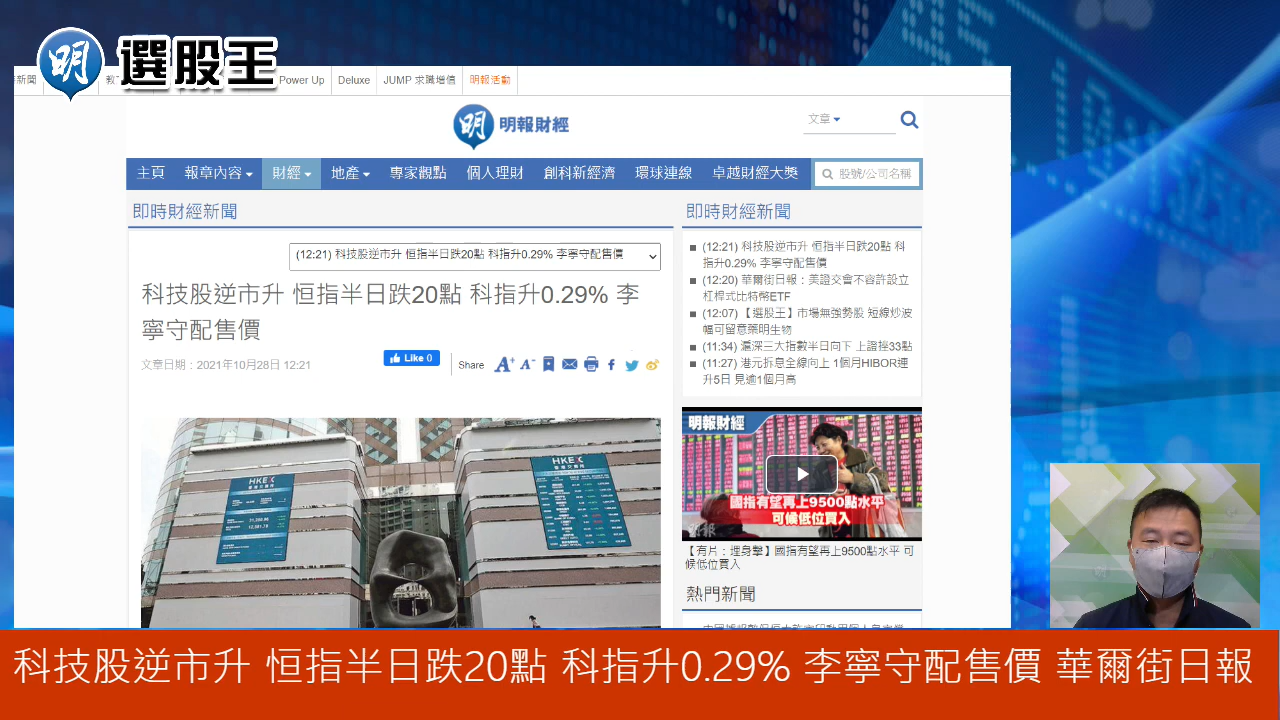 明 選股王
新聞
Power Up
Deluxe
JUMP 求職增值
明報活動
明 明報財經
文章
主頁 報章內容 財經 地產 專家觀點 個人理財 創科新經濟 環球連線 卓越財經大獎 股號/公司名稱
即時財經新聞
(12:21) 科技股逆市升 恒指半日跌20點 科指升0.29% 李寧守配售價
科技股逆市升 恒指半日跌20點 科指升0.29% 李
寧守配售價
文章日期：2021年10月28日 12:21
Like 0
Share
HKEX
香港交易所
HKEX
香港交易所
即時財經新聞
(12:21) 科技股逆市升 恒指半日跌20點 科
指升0.29% 李寧守配售價
(12:20) 華爾街日報：美證交會不容許設立
杠桿式比特幣ETF
(12:07) 【選股王】市場無強勢股 短線炒波
幅可留意藥明生物
(11:34) 滬深三大指數半日向下 上證挫33點
(11:27) 港元拆息全線向上 1個月HIBOR連
升5日 見逾1個月高
明報財經
國指有望再上9500點水平
可候低位買入
明報
【有片：埋身擊】國指有望再上9500點水平 可
候低位買入
熱門新聞
科技股逆市升 恒指半日跌20點 科指升0.29% 李寧守配售價 華爾街日報